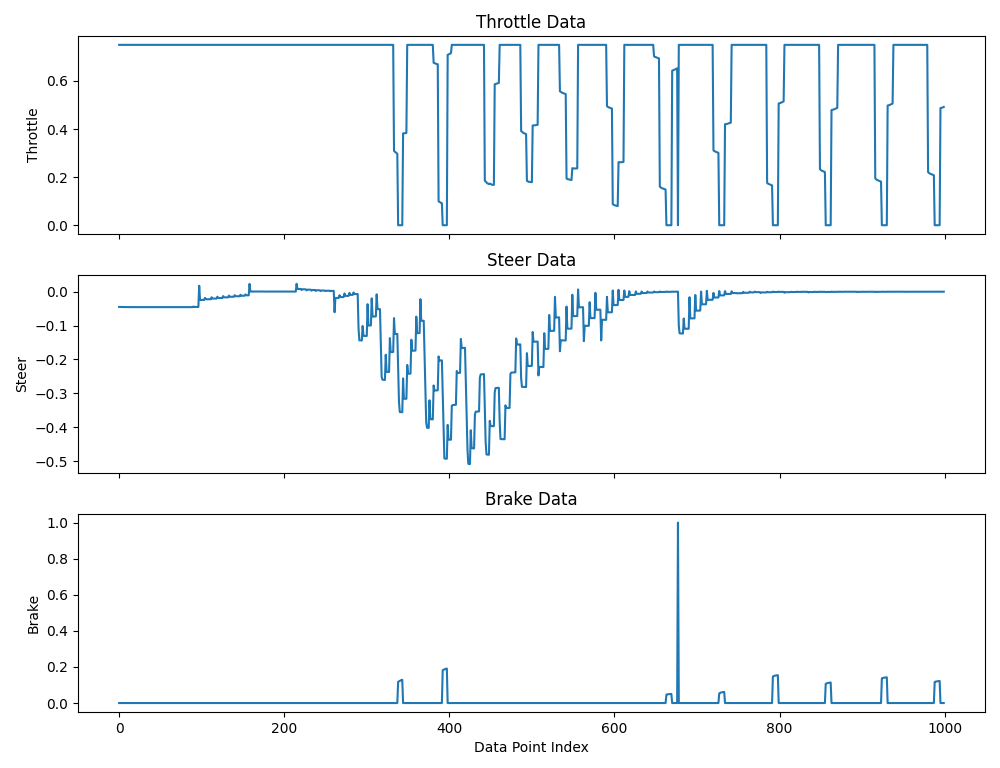 Throttle Data
0.6
0.4
0.2
0.0
Throttle
Steer Data
0.0
−0.1
−0.2
−0.3
−0.4
−0.5
Steer
Brake Data
1.0
0.8
0.6
0.4
0.2
0.0
Brake
0 200 400 600 800 1000
Data Point Index